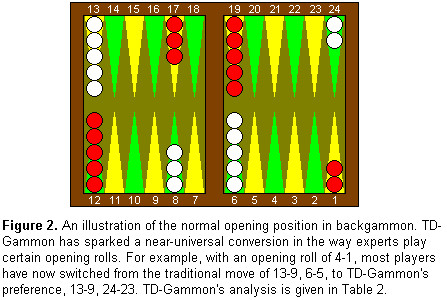 13 14 15 16 17 18 19 20 21 22 23 24
12 11 10 9 8 7 6 5 4 3 2 1
Figure 2. An illustration of the normal opening position in backgammon. TD-
Gammon has sparked a near-universal conversion in the way experts play
certain opening rolls. For example, with an opening roll of 4-1, most players
have now switched from the traditional move of 13-9, 6-5, to TD-Gammon's
preference, 13-9, 24-23. TD-Gammon's analysis is given in Table 2.